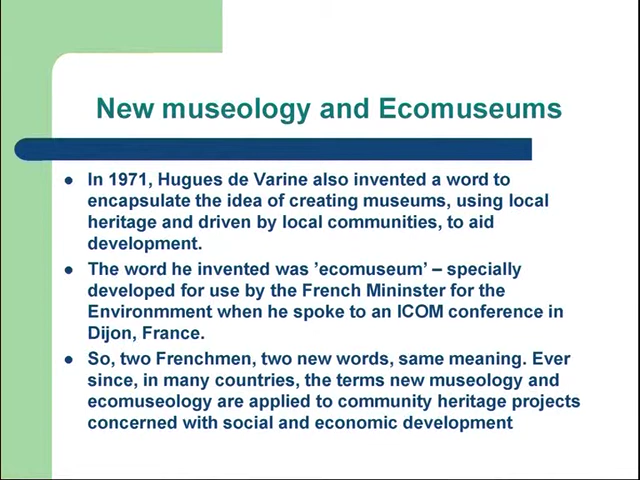 New museology and Ecomuseums
• In 1971, Hugues de Varine also invented a word to
encapsulate the idea of creating museums, using local
heritage and driven by local communities, to aid
development.
• The word he invented was ’ecomuseum’ – specially
developed for use by the French Mininster for the
Environmment when he spoke to an ICOM conference in
Dijon, France.
• So, two Frenchmen, two new words, same meaning. Ever
since, in many countries, the terms new museology and
ecomuseology are applied to community heritage projects
concerned with social and economic development